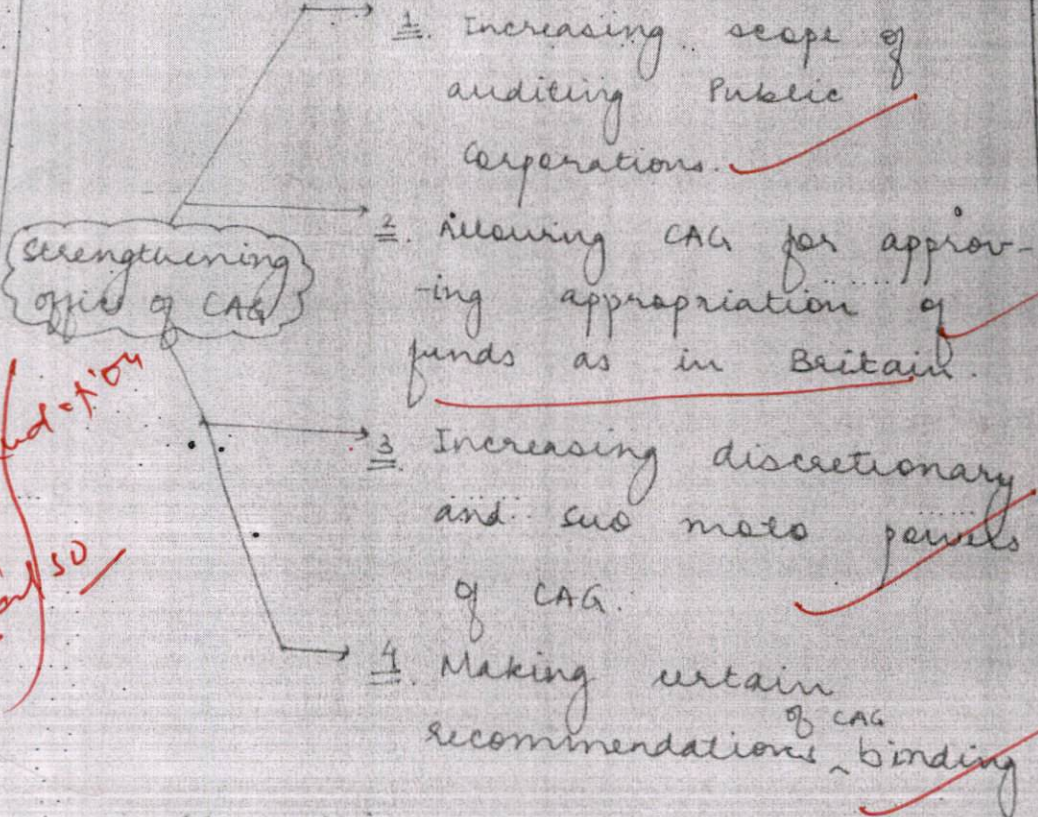 1. Increasing scope of
auditing Public
Corporations.
Strengthening
office of CAG
2. Allowing CAG for approv-
-ing appropriation of
funds as in Britain.
3. Increasing discretionary
and suo moto powers
of CAG.
4. Making certain
of CAG
recommendations ^ binding
so